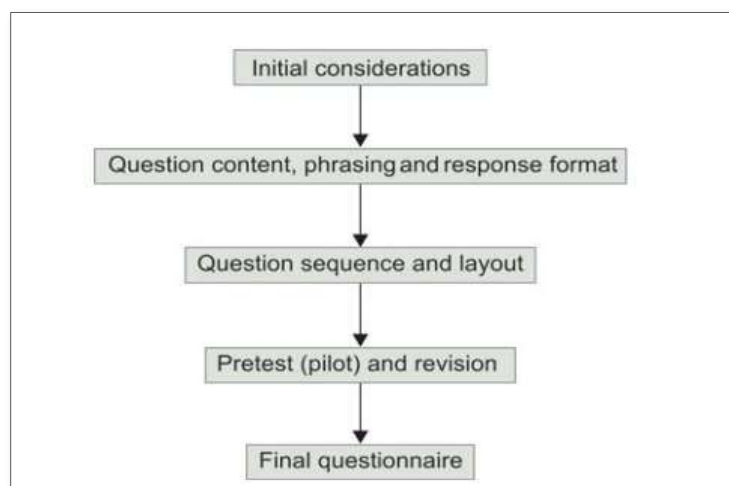 Initial considerations
Question content, phrasing and response format
Question sequence and layout
Pretest (pilot) and revision
Final questionnaire